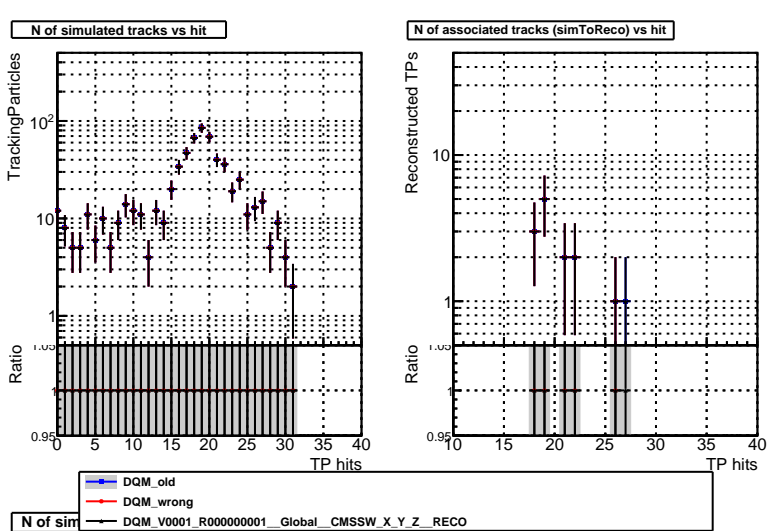 N of simulated tracks vs hit
N of associated tracks (simToReco) vs hit
TrackingParticles
10²
10
1
Reconstructed TPs
10
1
Ratio
1.05
1
0.95
0 5 10 15 20 25 30 35 40
TP hits
Ratio
1.05
1
0.95
10 15 20 25 30 35 40
TP hits
DQM_old
DQM_wrong
DQM_V0001_R000000001__Global__CMSSW_X_Y_Z__RECO
N of sim